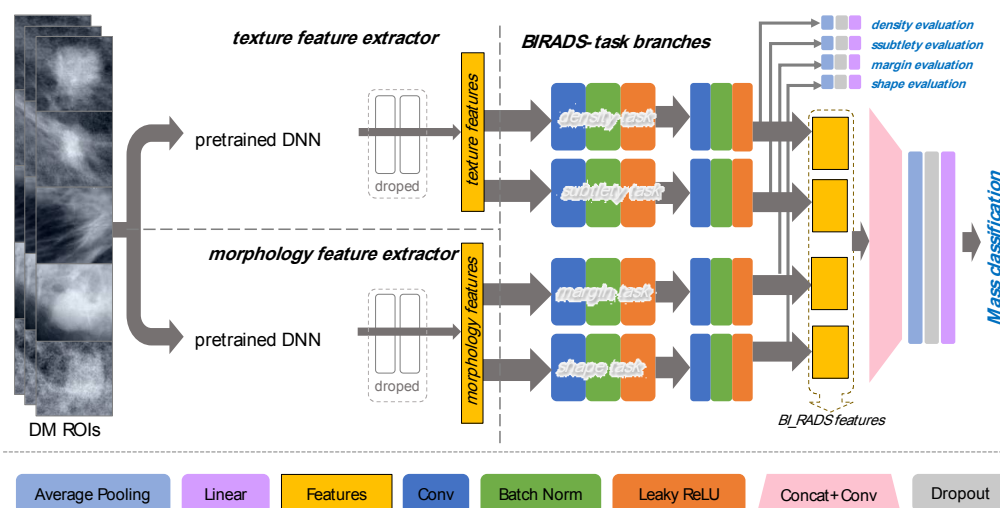 texture feature extractor
BIRADS-task branches
density evaluation
ssubtlety evaluation
margin evaluation
shape evaluation
pretrained DNN
droped
texture features
density task
subtlety task
morphology feature extractor
pretrained DNN
droped
morphology features
margin task
shape task
BI_RADS features
Mass classification
DM ROIs
Average Pooling
Linear
Features
Conv
Batch Norm
Leaky ReLU
Concat+Conv
Dropout